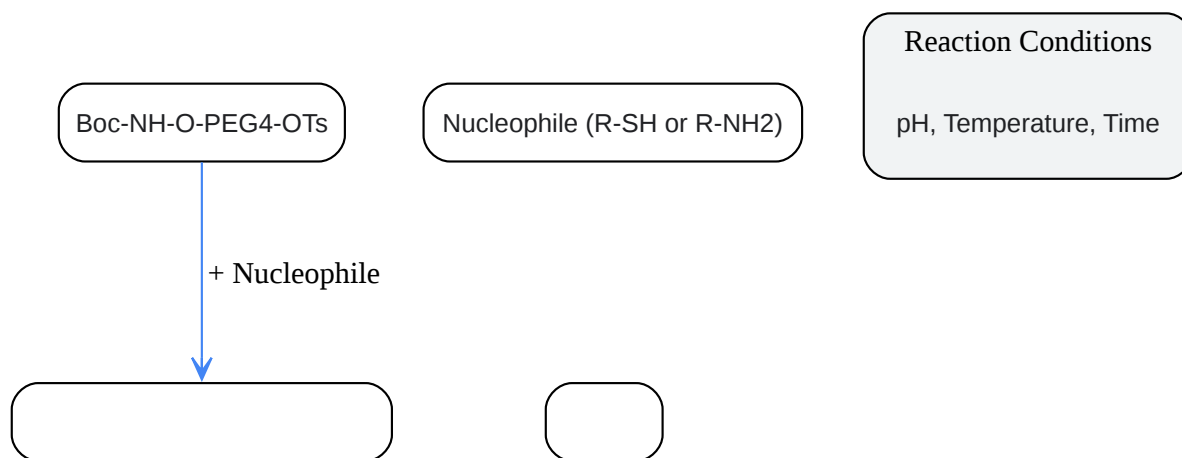 Reaction Conditions
Boc-NH-O-PEG4-OTs
Nucleophile (R-SH or R-NH2)
pH, Temperature, Time
+ Nucleophile